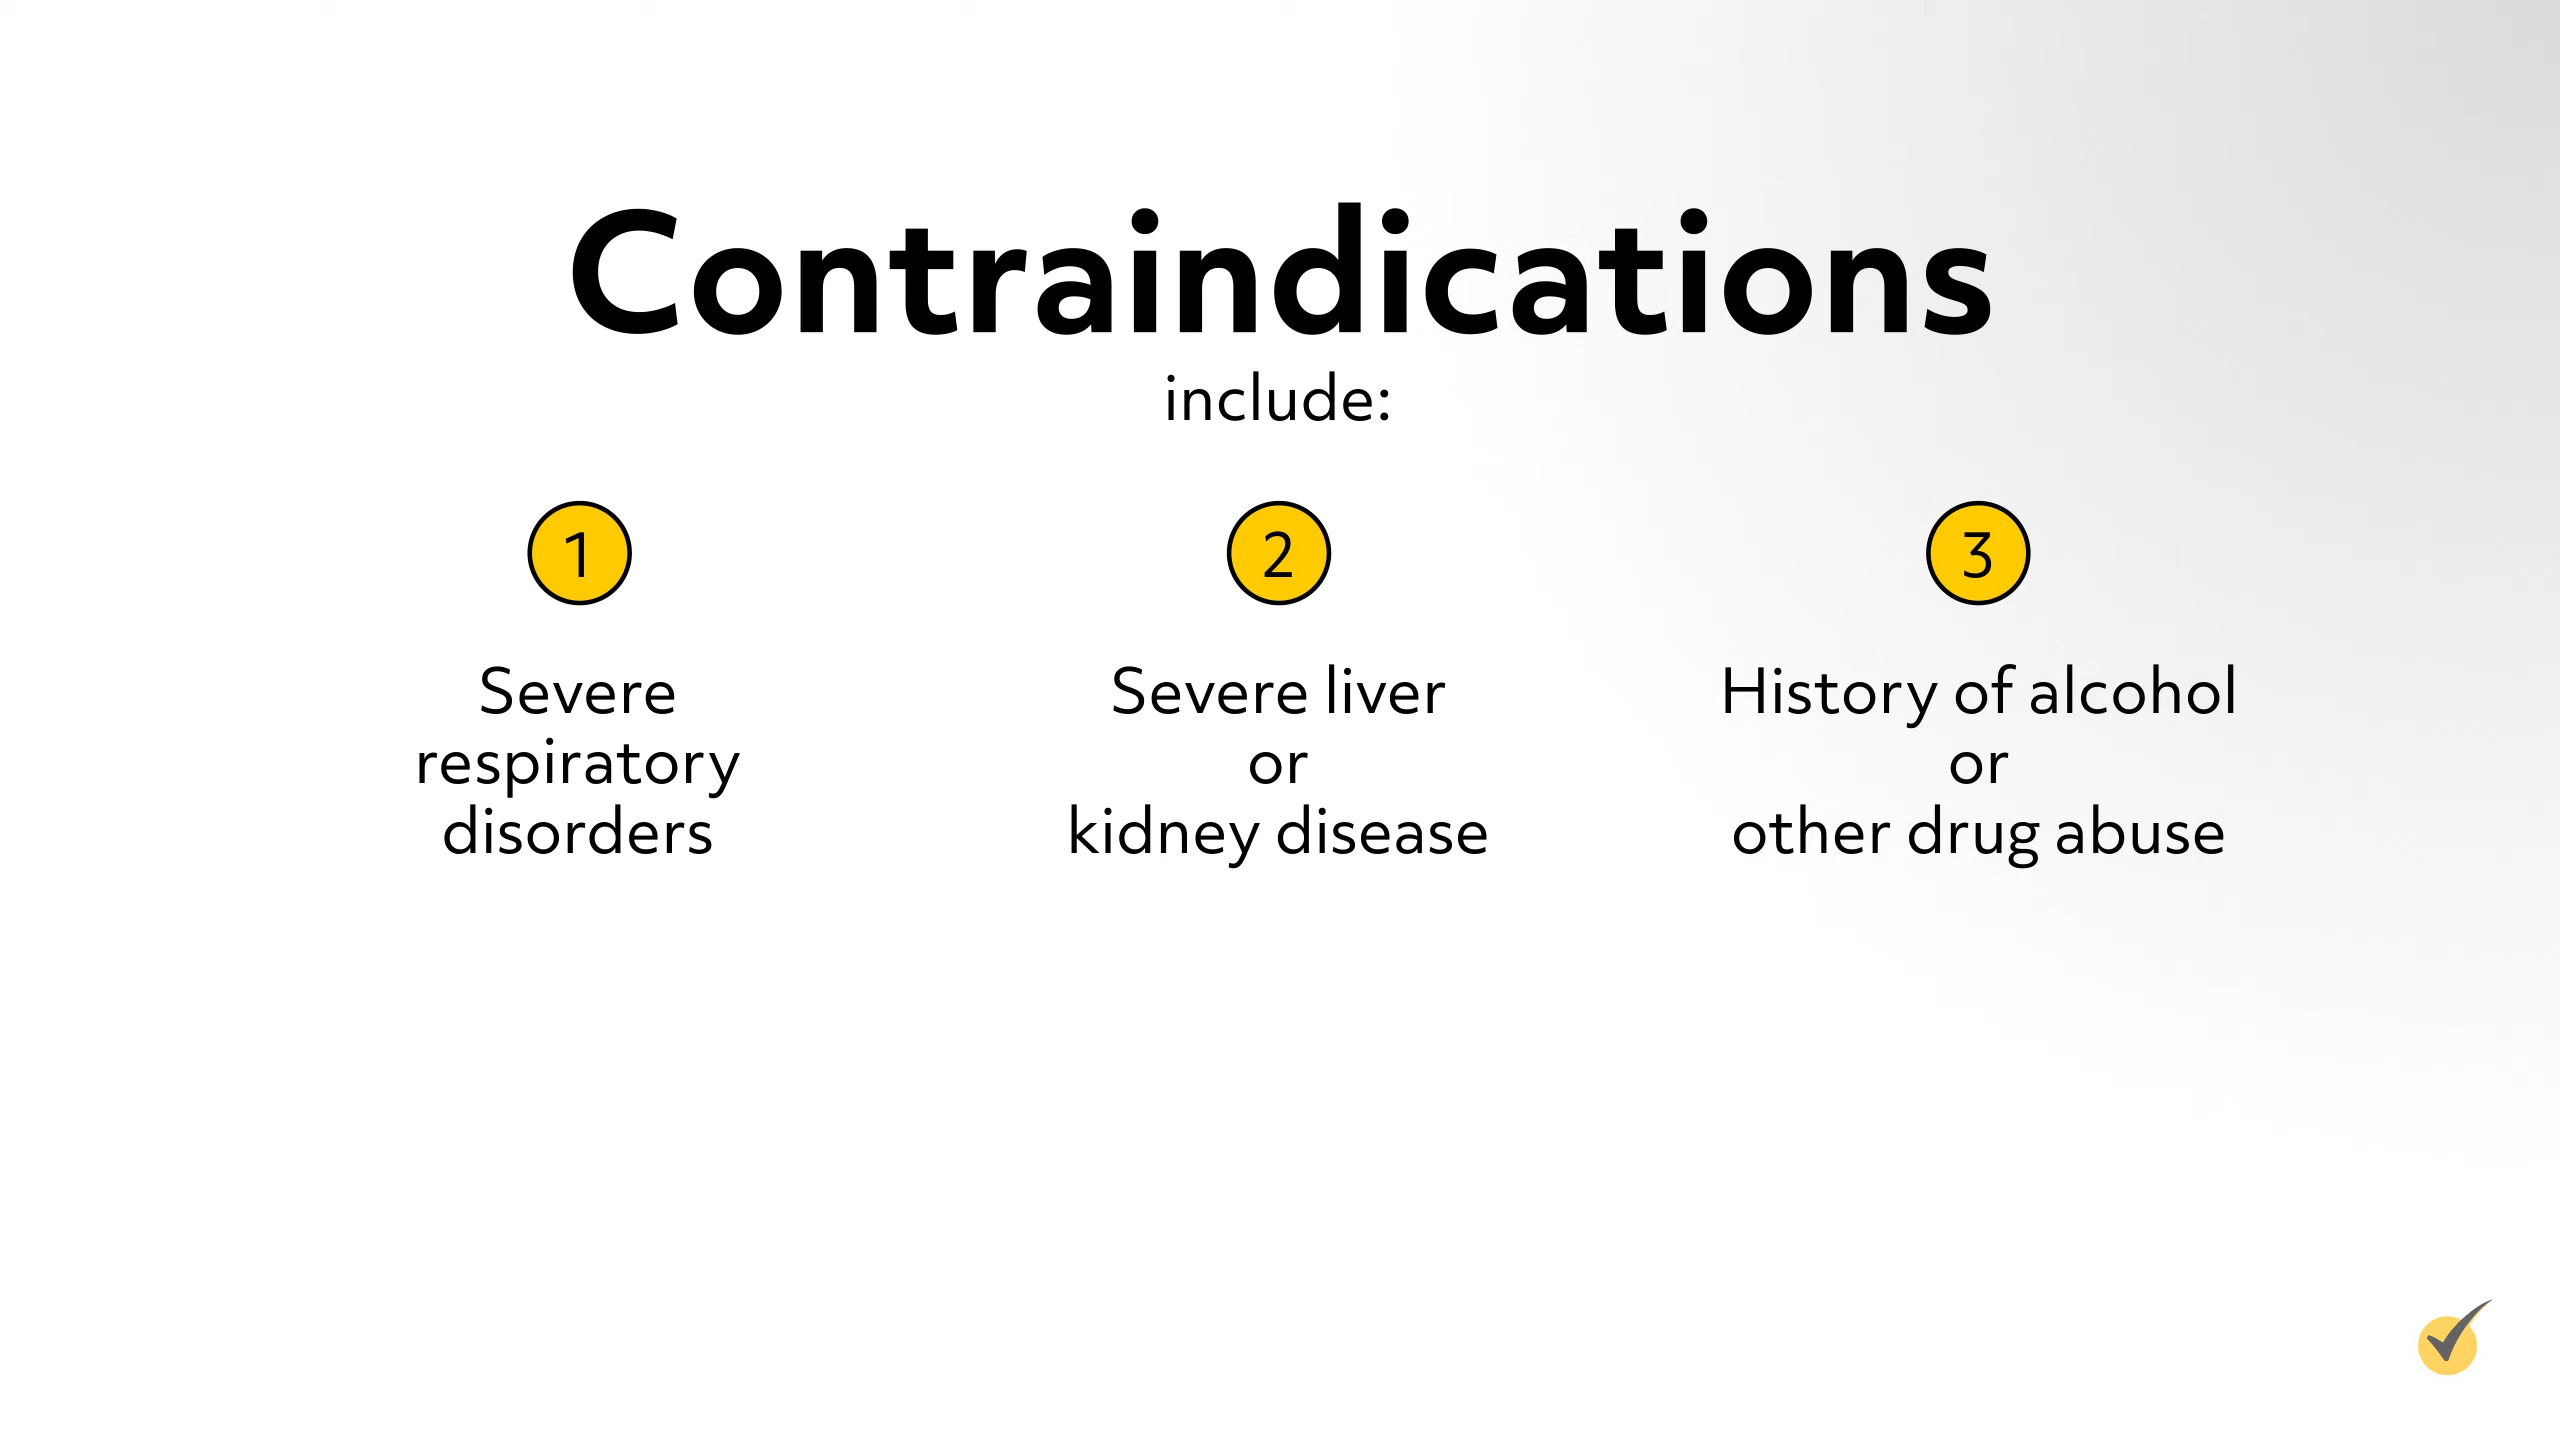 Contraindications
include:
1
Severe
respiratory
disorders
2
Severe liver
or
kidney disease
3
History of alcohol
or
other drug abuse